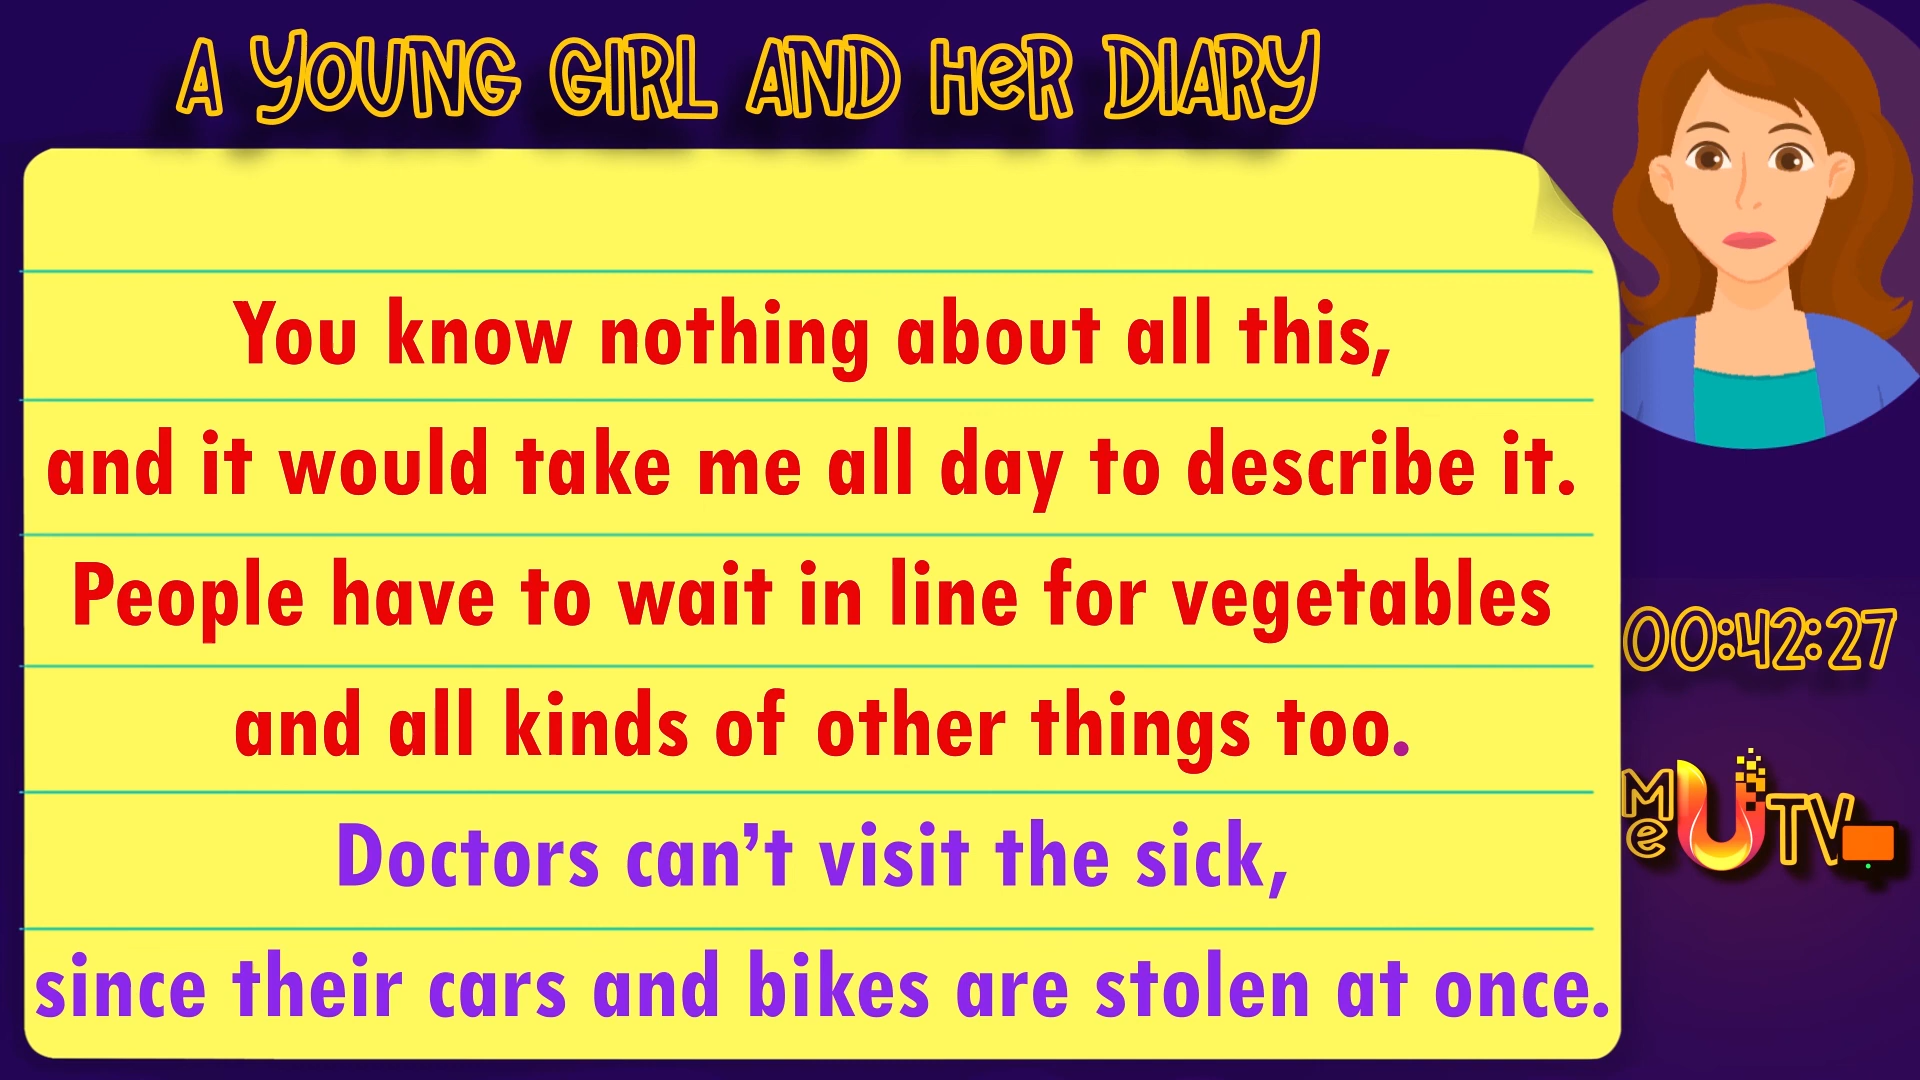 A YOUNG GIRL AND HeR DIARY
You know nothing about all this,
and it would take me all day to describe it.
People have to wait in line for vegetables
and all kinds of other things too.
Doctors can’t visit the sick,
since their cars and bikes are stolen at once.
00:42:27
Me U TV